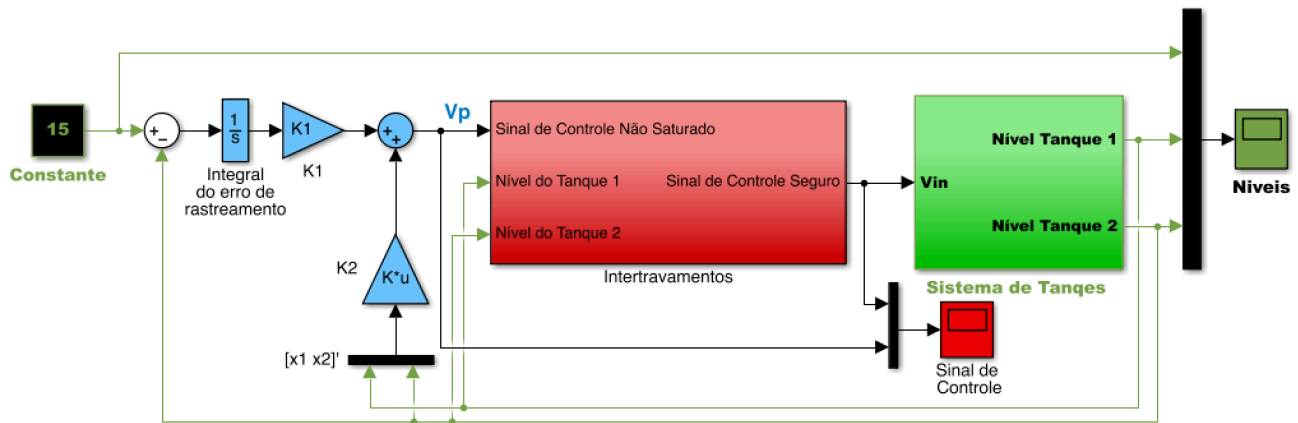 15
Constante
+
−
1
s
Integral
do erro de
rastreamento
K1
K1
+
+
Vp
K*u
K2
[x1 x2]'
Sinal de Controle Não Saturado
Nível do Tanque 1
Nível do Tanque 2
Sinal de Controle Seguro
Intertravamentos
Vin
Nível Tanque 1
Nível Tanque 2
Sistema de Tanqes
Sinal de
Controle
Niveis